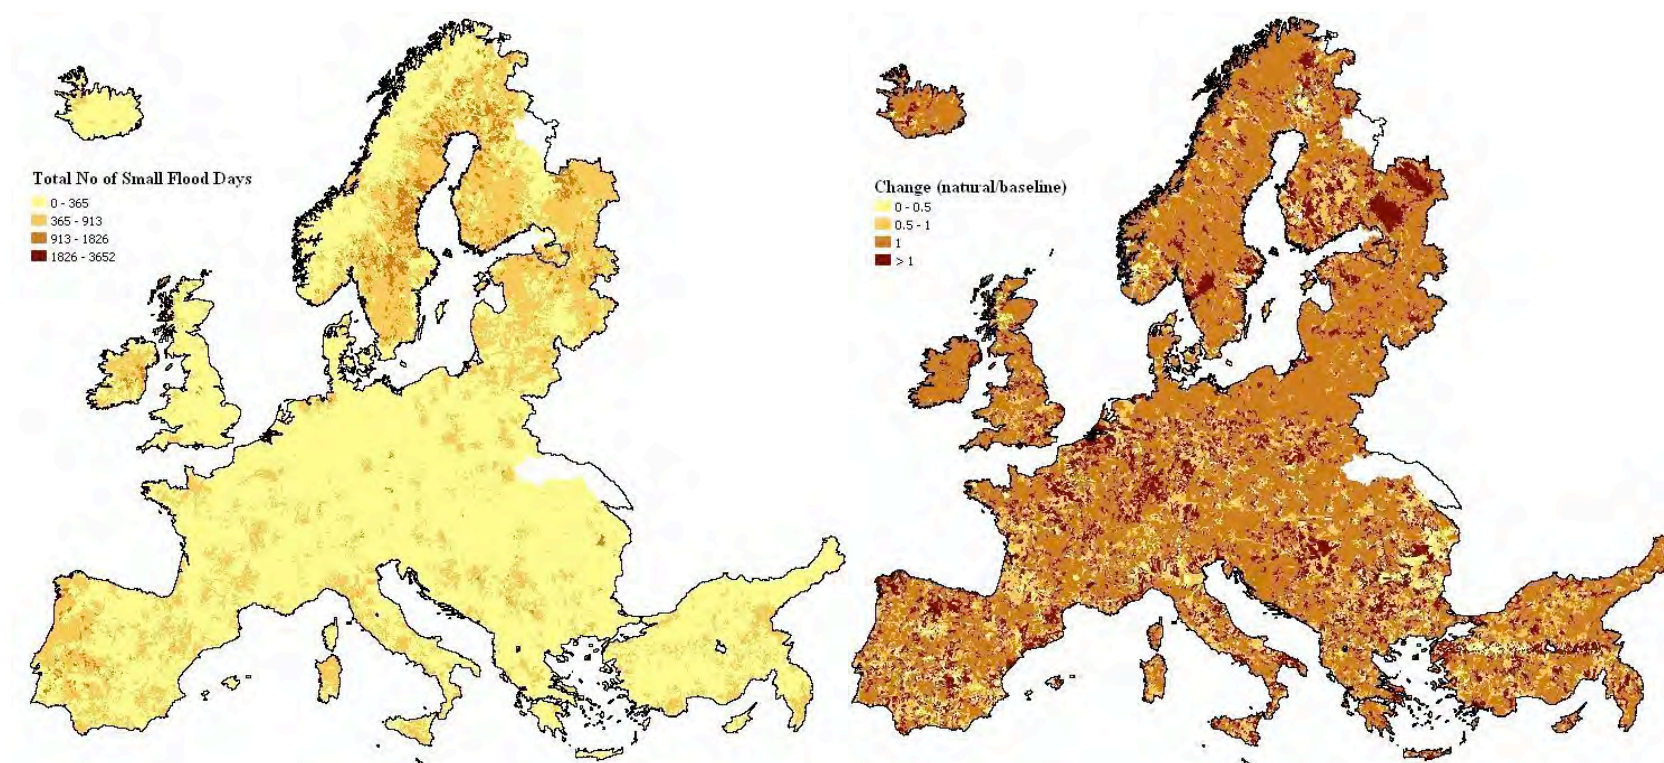 Total No of Small Flood Days
0 - 365
365 - 913
913 - 1826
1826 - 3652
Change (natural/baseline)
0 - 0.5
0.5 - 1
1
> 1